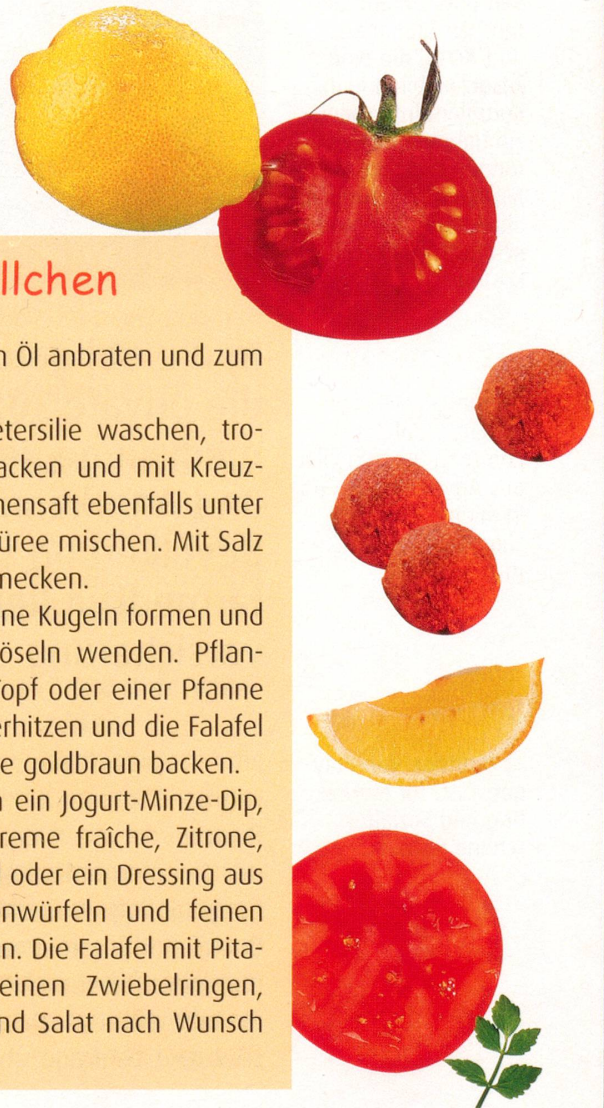 llchen
n Öl anbraten und zum
etersilie waschen, tro-
acken und mit Kreuz-
nensaft ebenfalls unter
üree mischen. Mit Salz
necken.
ne Kugeln formen und
öseln wenden. Pflan-
opf oder einer Pfanne
erhitzen und die Falafel
e goldbraun backen.
n ein Jogurt-Minze-Dip,
reme fraîche, Zitrone,
oder ein Dressing aus
nwürfeln und feinen
n. Die Falafel mit Pita-
einen Zwiebelringen,
nd Salat nach Wunsch